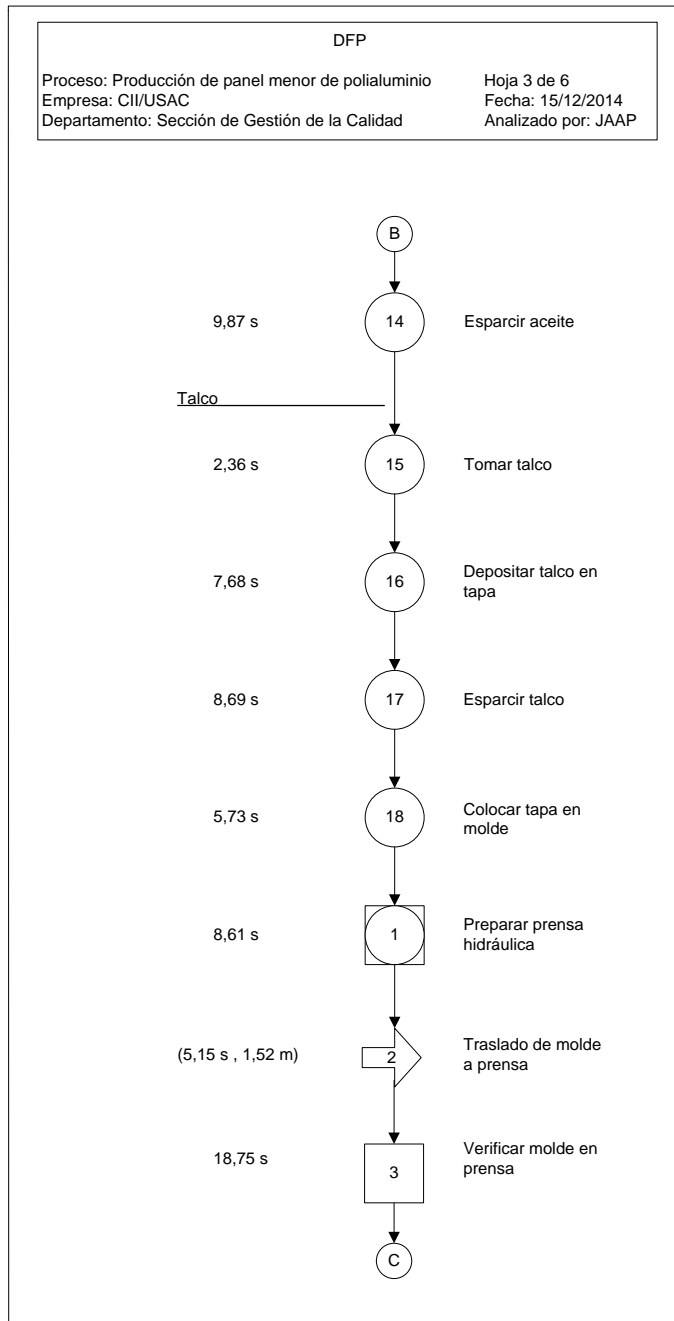 DFP
Proceso: Producción de panel menor de polialuminio Hoja 3 de 6
Empresa: CII/USAC Fecha: 15/12/2014
Departamento: Sección de Gestión de la Calidad Analizado por: JAAP
B
9,87 s 14 Esparcir aceite
Talco
2,36 s 15 Tomar talco
7,68 s 16 Depositar talco en
tapa
8,69 s 17 Esparcir talco
5,73 s 18 Colocar tapa en
molde
8,61 s 1 Preparar prensa
hidráulica
(5,15 s , 1,52 m) 2 Traslado de molde
a prensa
18,75 s 3 Verificar molde en
prensa
C